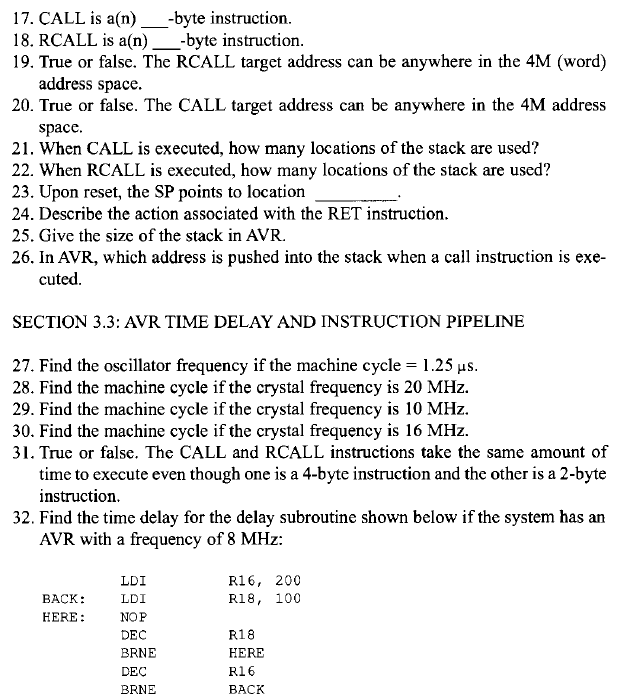 17. CALL is a(n) ___-byte instruction.
18. RCALL is a(n) ___-byte instruction.
19. True or false. The RCALL target address can be anywhere in the 4M (word)
address space.
20. True or false. The CALL target address can be anywhere in the 4M address
space.
21. When CALL is executed, how many locations of the stack are used?
22. When RCALL is executed, how many locations of the stack are used?
23. Upon reset, the SP points to location _________.
24. Describe the action associated with the RET instruction.
25. Give the size of the stack in AVR.
26. In AVR, which address is pushed into the stack when a call instruction is exe-
cuted.
SECTION 3.3: AVR TIME DELAY AND INSTRUCTION PIPELINE
27. Find the oscillator frequency if the machine cycle = 1.25 µs.
28. Find the machine cycle if the crystal frequency is 20 MHz.
29. Find the machine cycle if the crystal frequency is 10 MHz.
30. Find the machine cycle if the crystal frequency is 16 MHz.
31. True or false. The CALL and RCALL instructions take the same amount of
time to execute even though one is a 4-byte instruction and the other is a 2-byte
instruction.
32. Find the time delay for the delay subroutine shown below if the system has an
AVR with a frequency of 8 MHz:
LDI R16, 200
BACK: LDI R18, 100
HERE: NOP
DEC R18
BRNE HERE
DEC R16
BRNE BACK